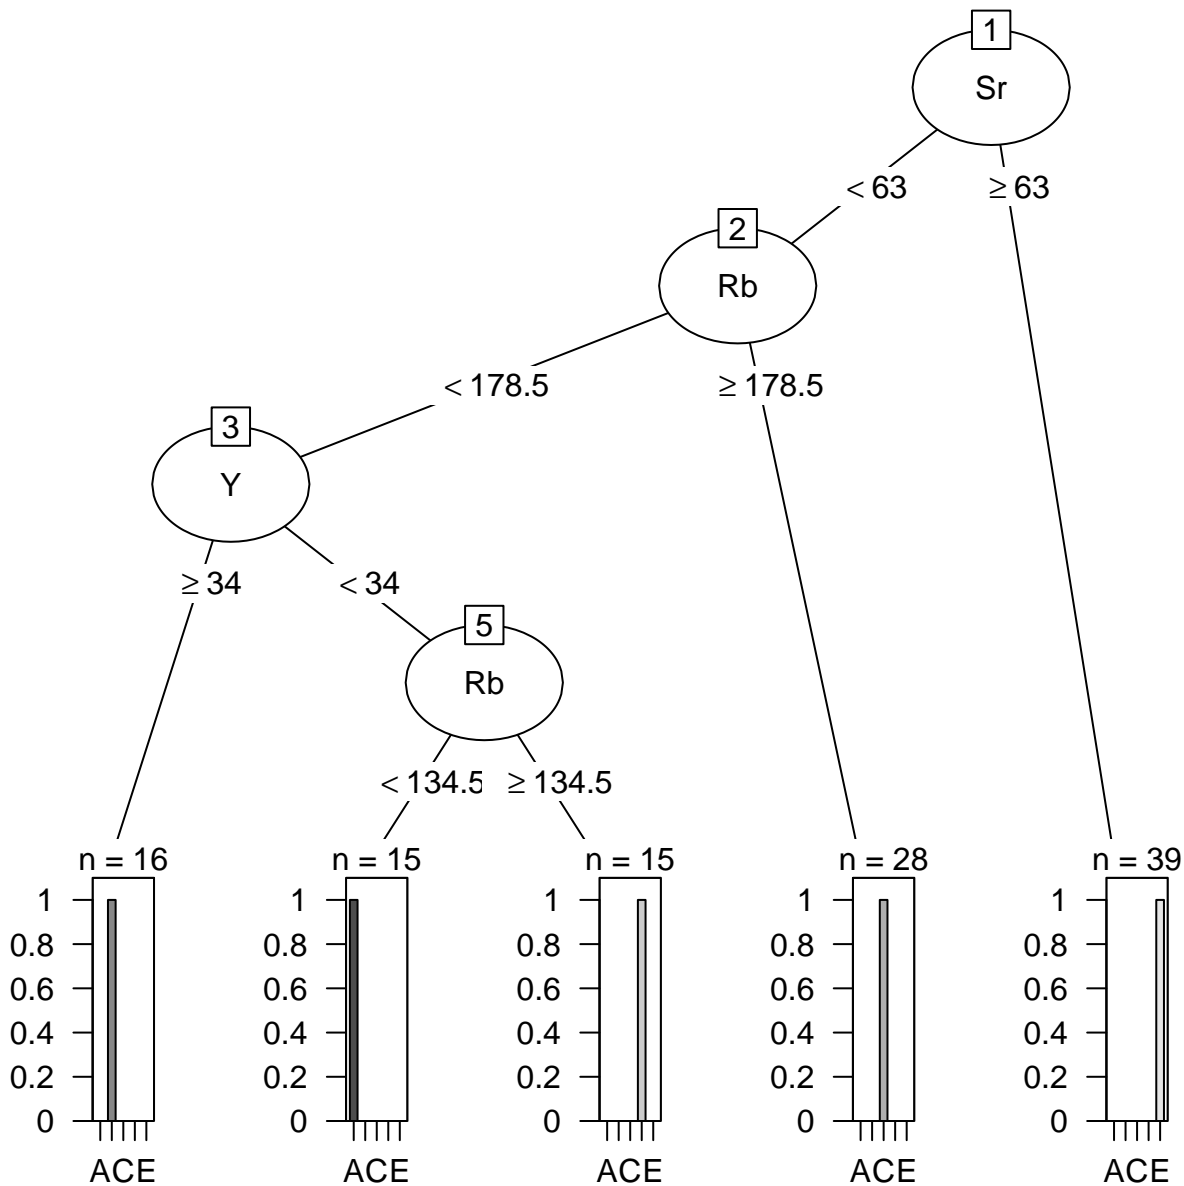 1
Sr
< 63 ≥ 63
2
Rb
< 178.5 ≥ 178.5
3
Y
≥ 34 < 34
5
Rb
< 134.5 ≥ 134.5
n = 16 n = 15 n = 15 n = 28 n = 39
1 1 1 1 1
0.8 0.8 0.8 0.8 0.8
0.6 0.6 0.6 0.6 0.6
0.4 0.4 0.4 0.4 0.4
0.2 0.2 0.2 0.2 0.2
0 0 0 0 0
ACE ACE ACE ACE ACE